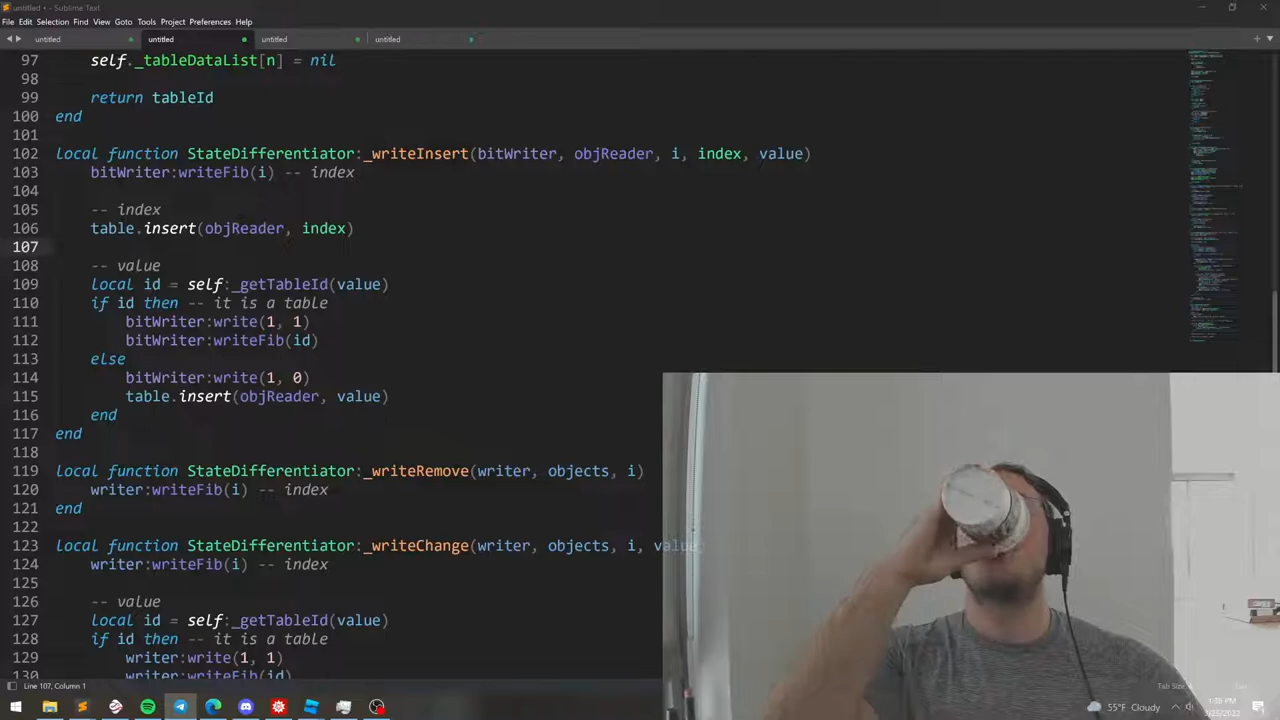 untitled • - Sublime Text
File Edit Selection Find View Goto Tools Project Preferences Help
untitled untitled untitled untitled
97 self._tableDataList[n] = nil
98
99 return tableId
100 end
101
102 local function StateDifferentiator:_writeInsert(bitWriter, objReader, i, index, value)
103 bitWriter:writeFib(i) -- index
104
105 -- index
106 table.insert(objReader, index)
107
108 -- value
109 local id = self:_getTableId(value)
110 if id then -- it is a table
111 bitWriter:write(1, 1)
112 bitWriter:writeFib(id)
113 else
114 bitWriter:write(1, 0)
115 table.insert(objReader, value)
116 end
117 end
118
119 local function StateDifferentiator:_writeRemove(writer, objects, i)
120 writer:writeFib(i) -- index
121 end
122
123 local function StateDifferentiator:_writeChange(writer, objects, i, value)
124 writer:writeFib(i) -- index
125
126 -- value
127 local id = self:_getTableId(value)
128 if id then -- it is a table
129 writer:write(1, 1)
130 writer:writeFib(id)
Line 107, Column 1
55°F Cloudy